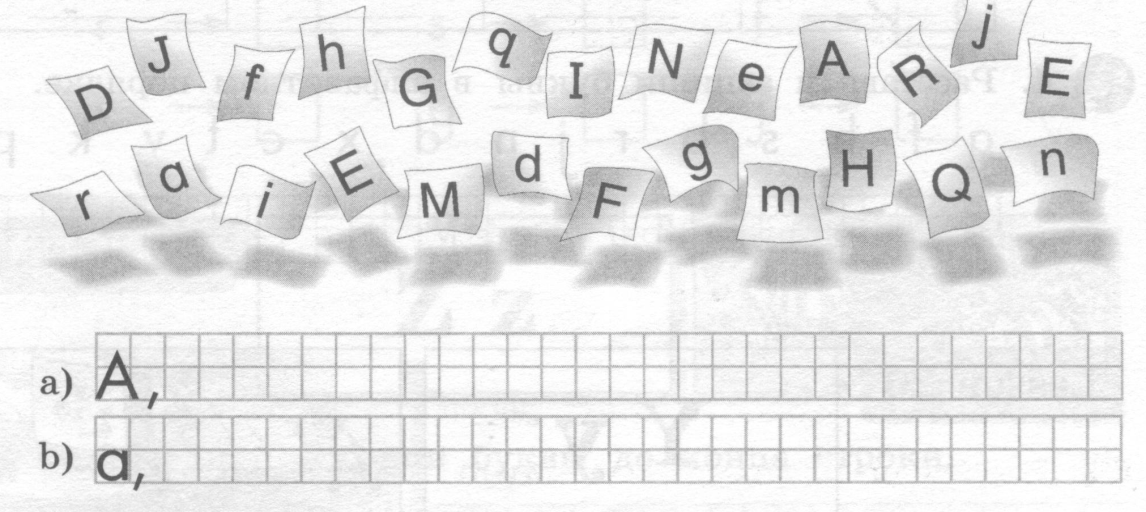 D J f h G q I N e A R j E
r a i E M d F g m H Q n
a) A,
b) a,